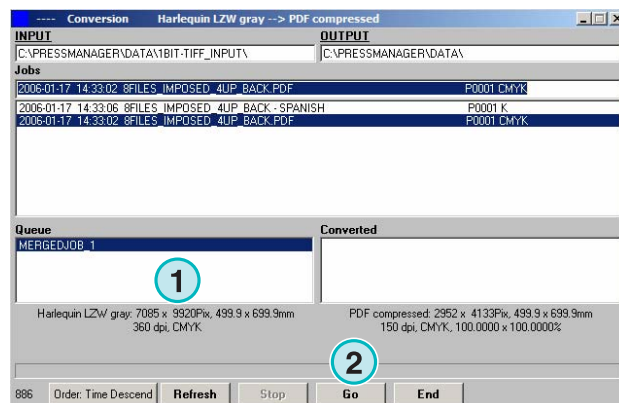 ---- Conversion Harlequin LZW gray --> PDF compressed
INPUT OUTPUT
C:\PRESSMANAGER\DATA\1BIT-TIFF_INPUT\ C:\PRESSMANAGER\DATA\
Jobs
2006-01-17 14:33:02 8FILES_IMPOSED_4UP_BACK.PDF P0001 CMYK
2006-01-17 14:33:06 8FILES_IMPOSED_4UP_BACK - SPANISH P0001 K
2006-01-17 14:33:02 8FILES_IMPOSED_4UP_BACK.PDF P0001 CMYK
Queue Converted
MERGEDJOB_1
1
Harlequin LZW gray: 7085 x 9920Pix, 499.9 x 699.9mm PDF compressed: 2952 x 4133Pix, 499.9 x 699.9mm
360 dpi, CMYK 150 dpi, CMYK, 100.0000 x 100.0000%
2
886 Order: Time Descend Refresh Stop Go End